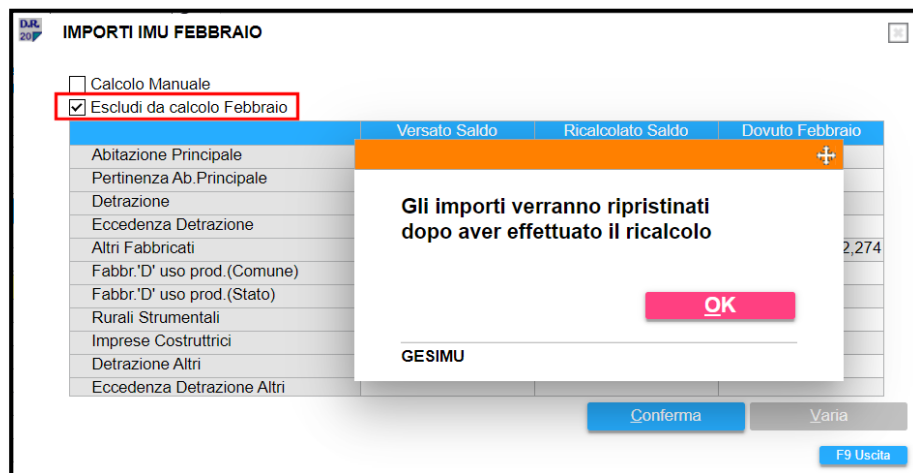 D.R.
20
IMPORTI IMU FEBBRAIO
Calcolo Manuale
Escludi da calcolo Febbraio
Versato Saldo Ricalcolato Saldo Dovuto Febbraio
Abitazione Principale
Pertinenza Ab.Principale
Detrazione
Eccedenza Detrazione
Altri Fabbricati 2,274
Fabbr.'D' uso prod.(Comune)
Fabbr.'D' uso prod.(Stato)
Rurali Strumentali
Imprese Costruttrici
Detrazione Altri
Eccedenza Detrazione Altri
Gli importi verranno ripristinati
dopo aver effettuato il ricalcolo
OK
GESIMU
Conferma Varia
F9 Uscita